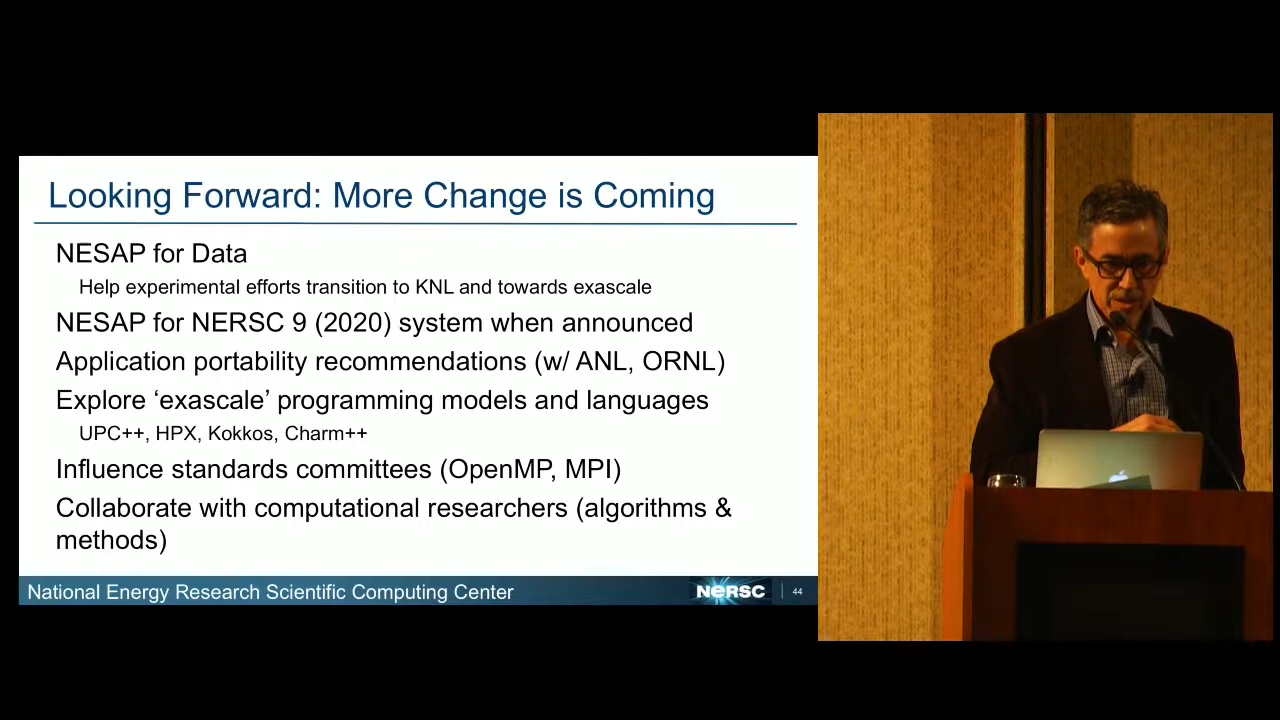 Looking Forward: More Change is Coming
NESAP for Data
Help experimental efforts transition to KNL and towards exascale
NESAP for NERSC 9 (2020) system when announced
Application portability recommendations (w/ ANL, ORNL)
Explore ‘exascale’ programming models and languages
UPC++, HPX, Kokkos, Charm++
Influence standards committees (OpenMP, MPI)
Collaborate with computational researchers (algorithms &
methods)
National Energy Research Scientific Computing Center
NERSC
44